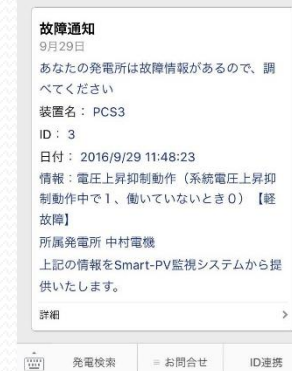 故障通知
9月29日
あなたの発電所は故障情報があるので、調
べてください
装置名： PCS3
ID： 3
日付： 2016/9/29 11:48:23
情報：電圧上昇抑制動作（系統電圧上昇抑
制動作中で１、働いていないとき０）【軽
故障】
所属発電所 中村電機
上記の情報をSmart-PV監視システムから提
供いたします。
詳細
発電検索 お問合せ ID連携